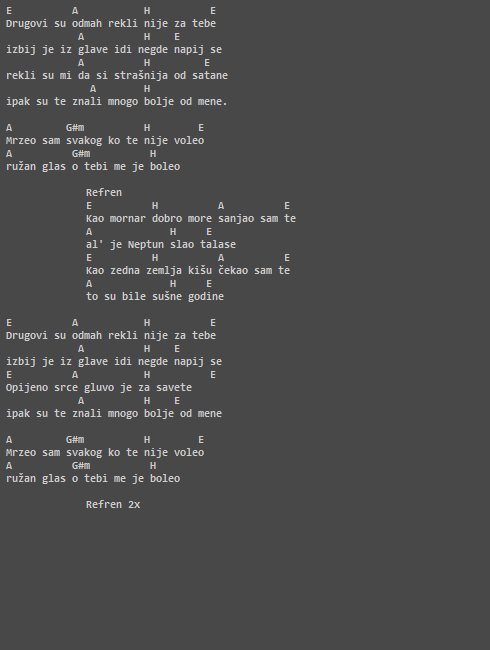 E          A           H          E
Drugovi su odmah rekli nije za tebe
            A          H    E
izbij je iz glave idi negde napij se
            A          H         E
rekli su mi da si strašnija od satane
              A        H
ipak su te znali mnogo bolje od mene.

A         G#m          H        E
Mrzeo sam svakog ko te nije voleo
A          G#m          H
ružan glas o tebi me je boleo

Refren
E          H          A          E
Kao mornar dobro more sanjao sam te
A             H     E
al' je Neptun slao talase
E          H          A          E
Kao zedna zemlja kišu čekao sam te
A             H     E
to su bile sušne godine

E          A           H          E
Drugovi su odmah rekli nije za tebe
            A          H    E
izbij je iz glave idi negde napij se
E          A           H          E
Opijeno srce gluvo je za savete
            A          H    E
ipak su te znali mnogo bolje od mene

A         G#m          H        E
Mrzeo sam svakog ko te nije voleo
A          G#m          H
ružan glas o tebi me je boleo

Refren 2x